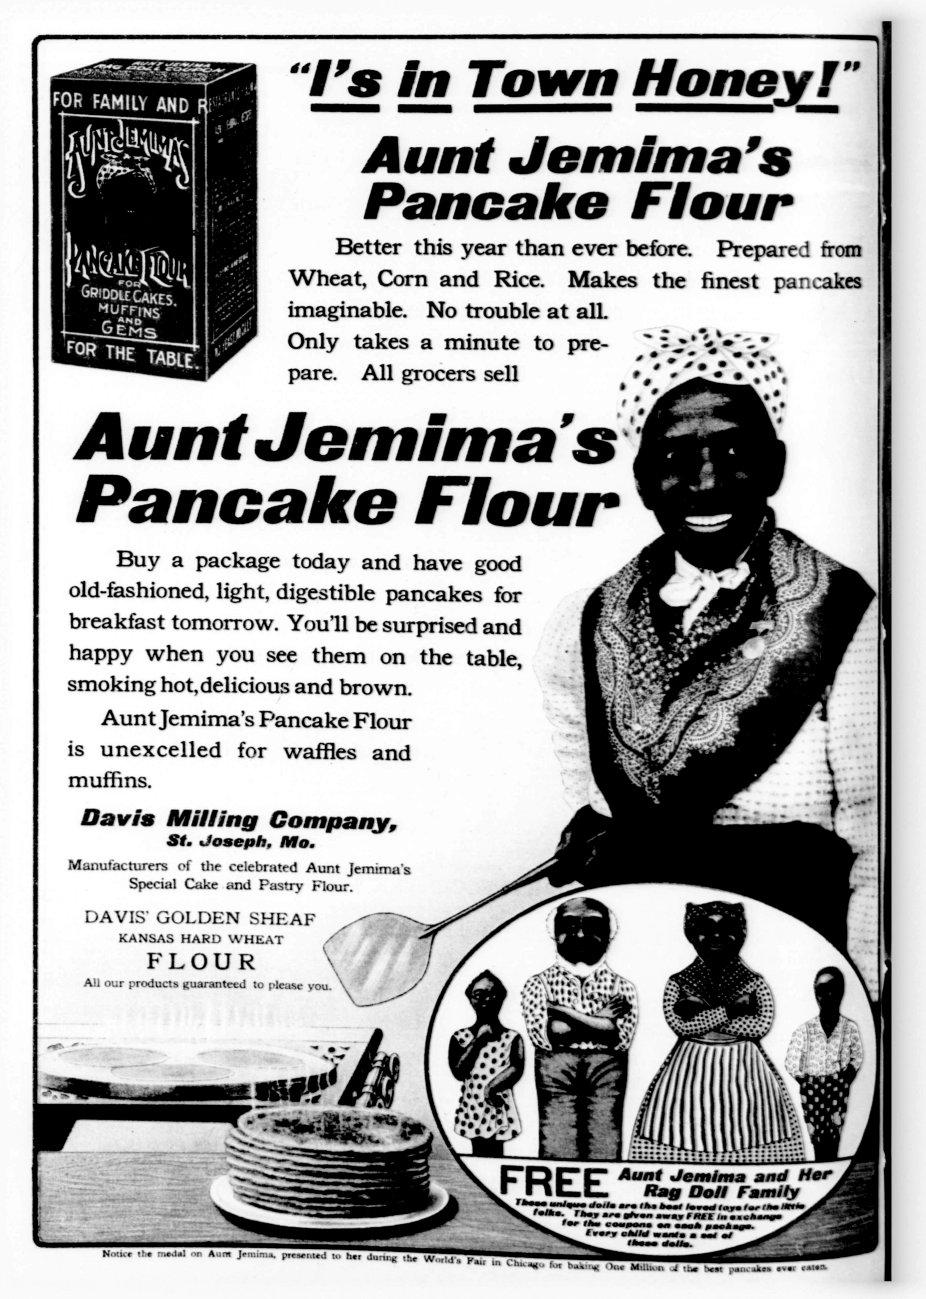 AUNT JEMIMA
RAG DOLL COUPON
FOR FAMILY AND R
AUNT JEMIMA'S
PANCAKE FLOUR
FOR
GRIDDLE CAKES.
MUFFINS
AND
GEMS
FOR THE TABLE.
“I's in Town Honey!”
Aunt Jemima's
Pancake Flour
Better this year than ever before. Prepared from
Wheat, Corn and Rice. Makes the finest pancakes
imaginable. No trouble at all.
Only takes a minute to pre-
pare. All grocers sell
Aunt Jemima's
Pancake Flour
Buy a package today and have good
old-fashioned, light, digestible pancakes for
breakfast tomorrow. You'll be surprised and
happy when you see them on the table,
smoking hot, delicious and brown.
Aunt Jemima's Pancake Flour
is unexcelled for waffles and
muffins.
Davis Milling Company,
St. Joseph, Mo.
Manufacturers of the celebrated Aunt Jemima's
Special Cake and Pastry Flour.
DAVIS' GOLDEN SHEAF
KANSAS HARD WHEAT
FLOUR
All our products guaranteed to please you.
FREE Aunt Jemima and Her
Rag Doll Family
These unique dolls are the best loved toys for the little
folks. They are given away FREE in exchange
for the coupons on each package.
Every child wants a set of
these dolls.
Notice the medal on Aunt Jemima, presented to her during the World's Fair in Chicago for baking One Million of the best pancakes ever eaten.